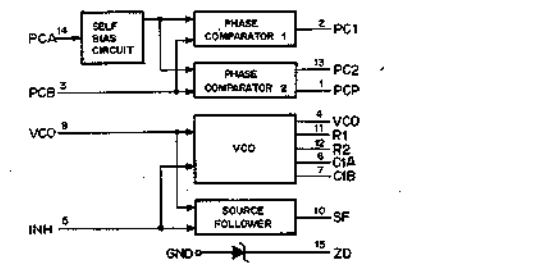 PCA 14
SELF BIAS CIRCUIT
PHASE COMPARATOR 1
2 PC1
PCB 3
PHASE COMPARATOR 2
13 PC2
1 PCP
VCO 9
VCO
4 VCO
11 R1
12 R2
6 C1A
7 C1B
INH 5
SOURCE FOLLOWER
10 SF
GND
15 ZD